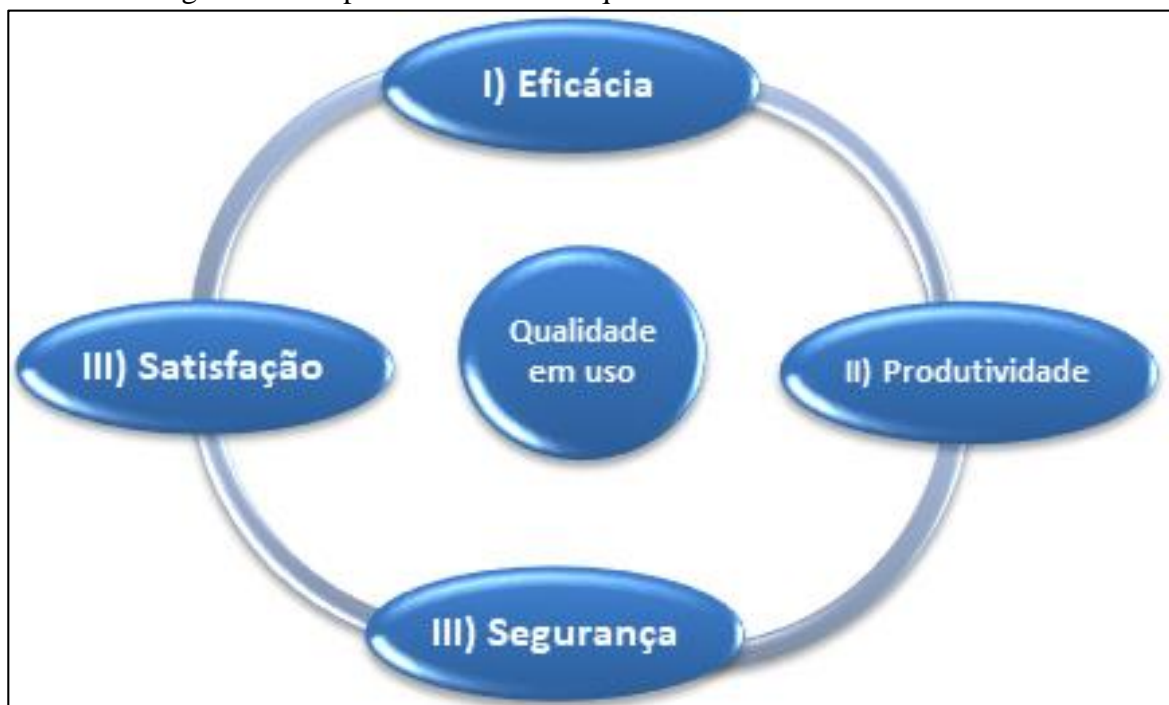 I) Eficácia
Qualidade
em uso
III) Satisfação
II) Produtividade
III) Segurança